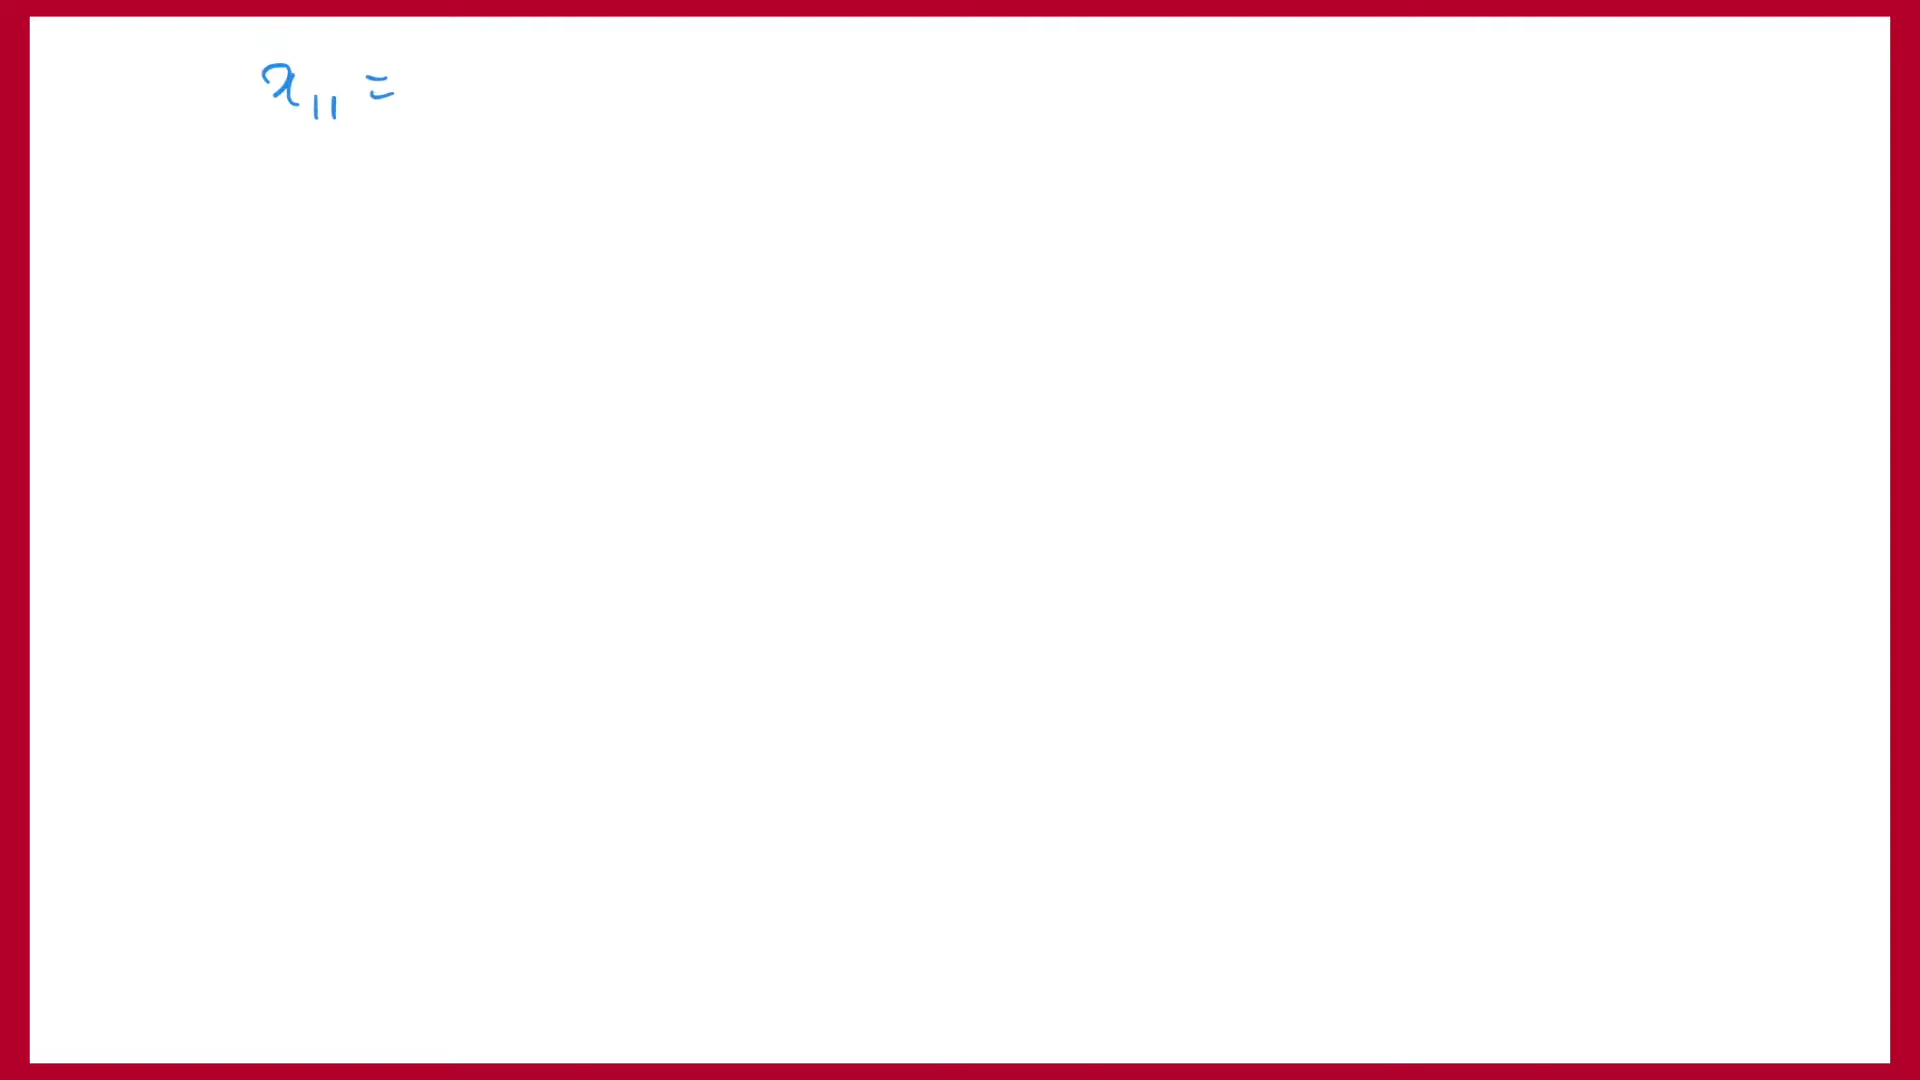 x₁₁ =